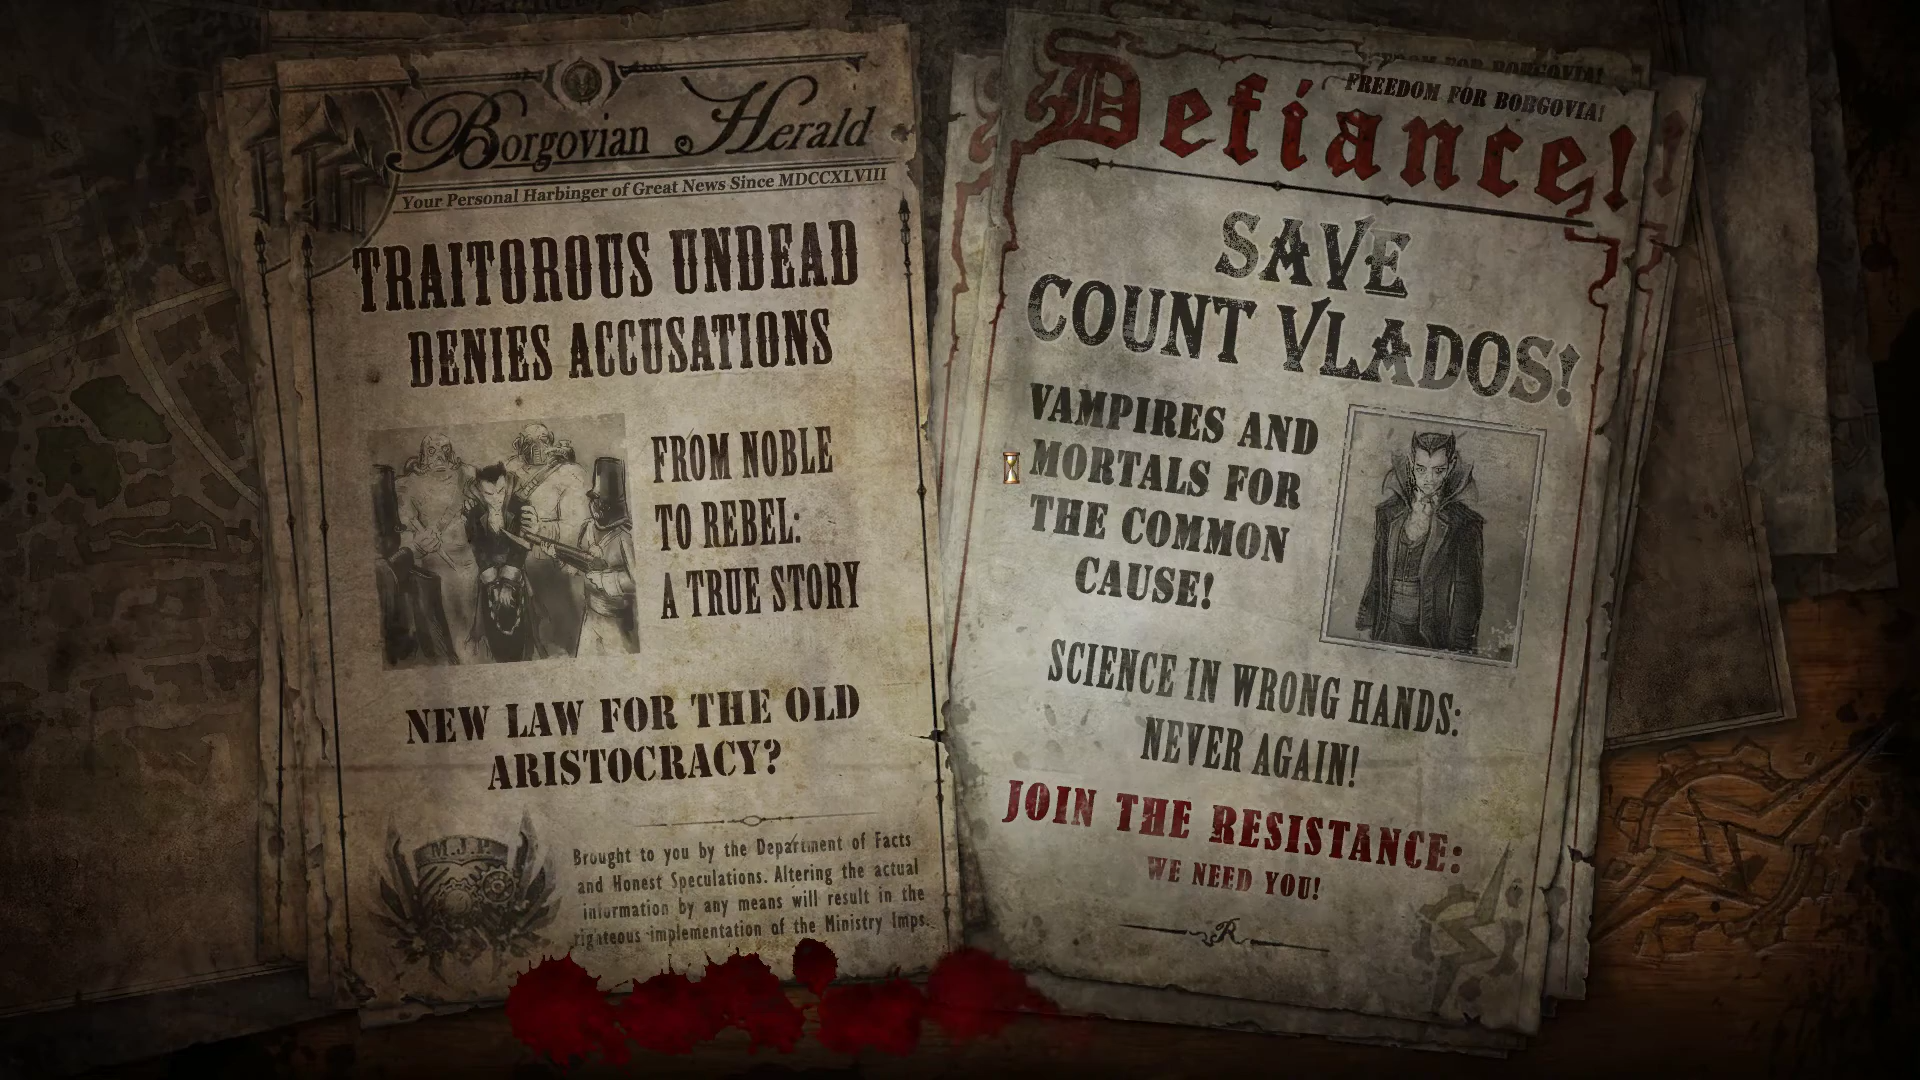 Borgovian Herald
Your Personal Harbinger of Great News Since MDCCXLVIII
TRAITOROUS UNDEAD
DENIES ACCUSATIONS
FROM NOBLE
TO REBEL:
A TRUE STORY
NEW LAW FOR THE OLD
ARISTOCRACY?
M.J.P.
Brought to you by the Department of Facts
and Honest Speculations. Altering the actual
information by any means will result in the
righteous implementation of the Ministry Imps.
FREEDOM FOR BORGOVIA!
FREEDOM FOR BORGOVIA!
Defiance!
SAVE
COUNT VLADOS!
VAMPIRES AND
MORTALS FOR
THE COMMON
CAUSE!
SCIENCE IN WRONG HANDS:
NEVER AGAIN!
JOIN THE RESISTANCE:
WE NEED YOU!
R